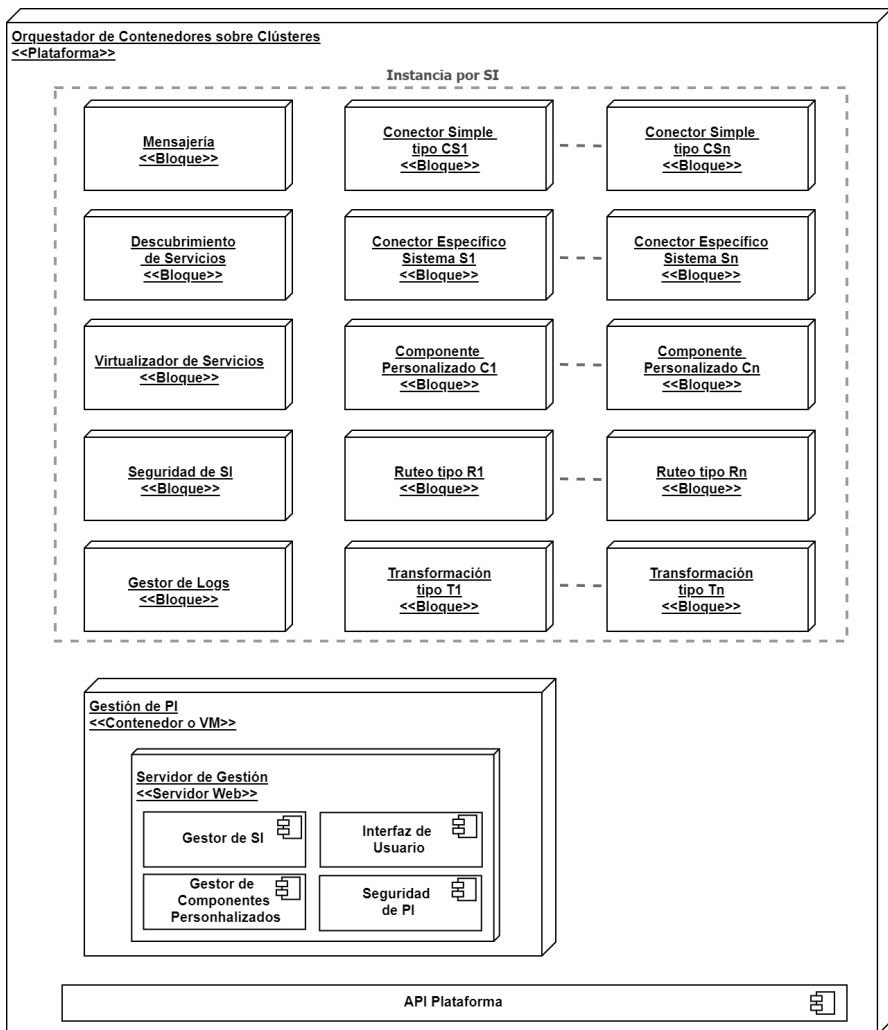 Orquestador de Contenedores sobre Clústeres
<<Plataforma>>
Instancia por SI
Mensajería
<<Bloque>>
Conector Simple
tipo CS1
<<Bloque>>
Conector Simple
tipo CSn
<<Bloque>>
Descubrimiento
de Servicios
<<Bloque>>
Conector Específico
Sistema S1
<<Bloque>>
Conector Específico
Sistema Sn
<<Bloque>>
Virtualizador de Servicios
<<Bloque>>
Componente
Personalizado C1
<<Bloque>>
Componente
Personalizado Cn
<<Bloque>>
Seguridad de SI
<<Bloque>>
Ruteo tipo R1
<<Bloque>>
Ruteo tipo Rn
<<Bloque>>
Gestor de Logs
<<Bloque>>
Transformación
tipo T1
<<Bloque>>
Transformación
tipo Tn
<<Bloque>>
Gestión de PI
<<Contenedor o VM>>
Servidor de Gestión
<<Servidor Web>>
Gestor de SI
Interfaz de
Usuario
Gestor de
Componentes
Personhalizados
Seguridad
de PI
API Plataforma